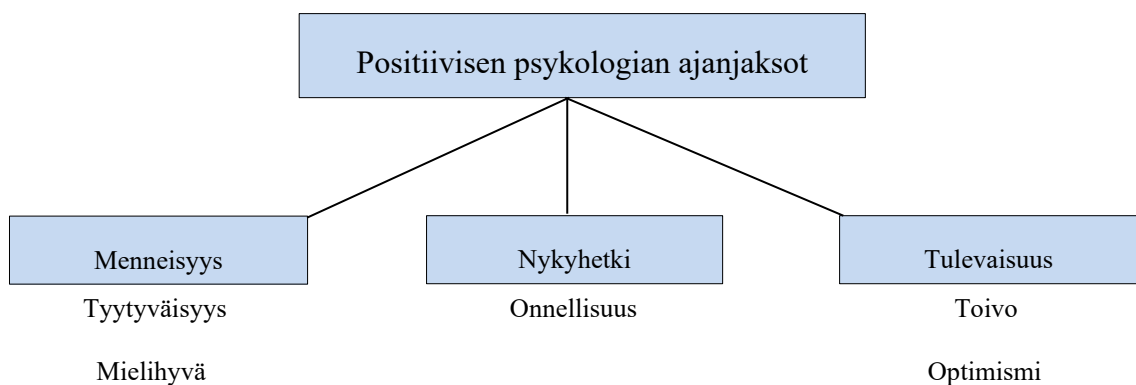 Positiivisen psykologian ajanjaksot
Menneisyys
Tyytyväisyys
Mielihyvä
Nykyhetki
Onnellisuus
Tulevaisuus
Toivo
Optimismi